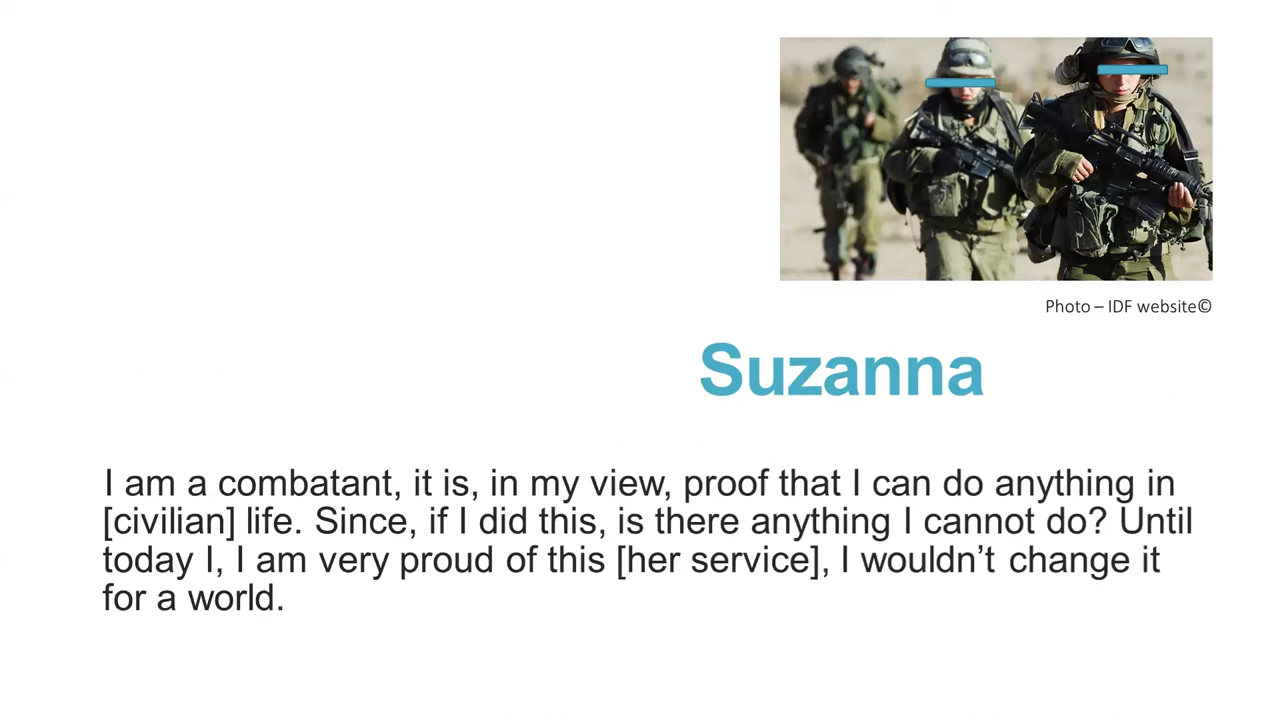 Photo – IDF website©
Suzanna
I am a combatant, it is, in my view, proof that I can do anything in
[civilian] life. Since, if I did this, is there anything I cannot do? Until
today I, I am very proud of this [her service], I wouldn’t change it
for a world.